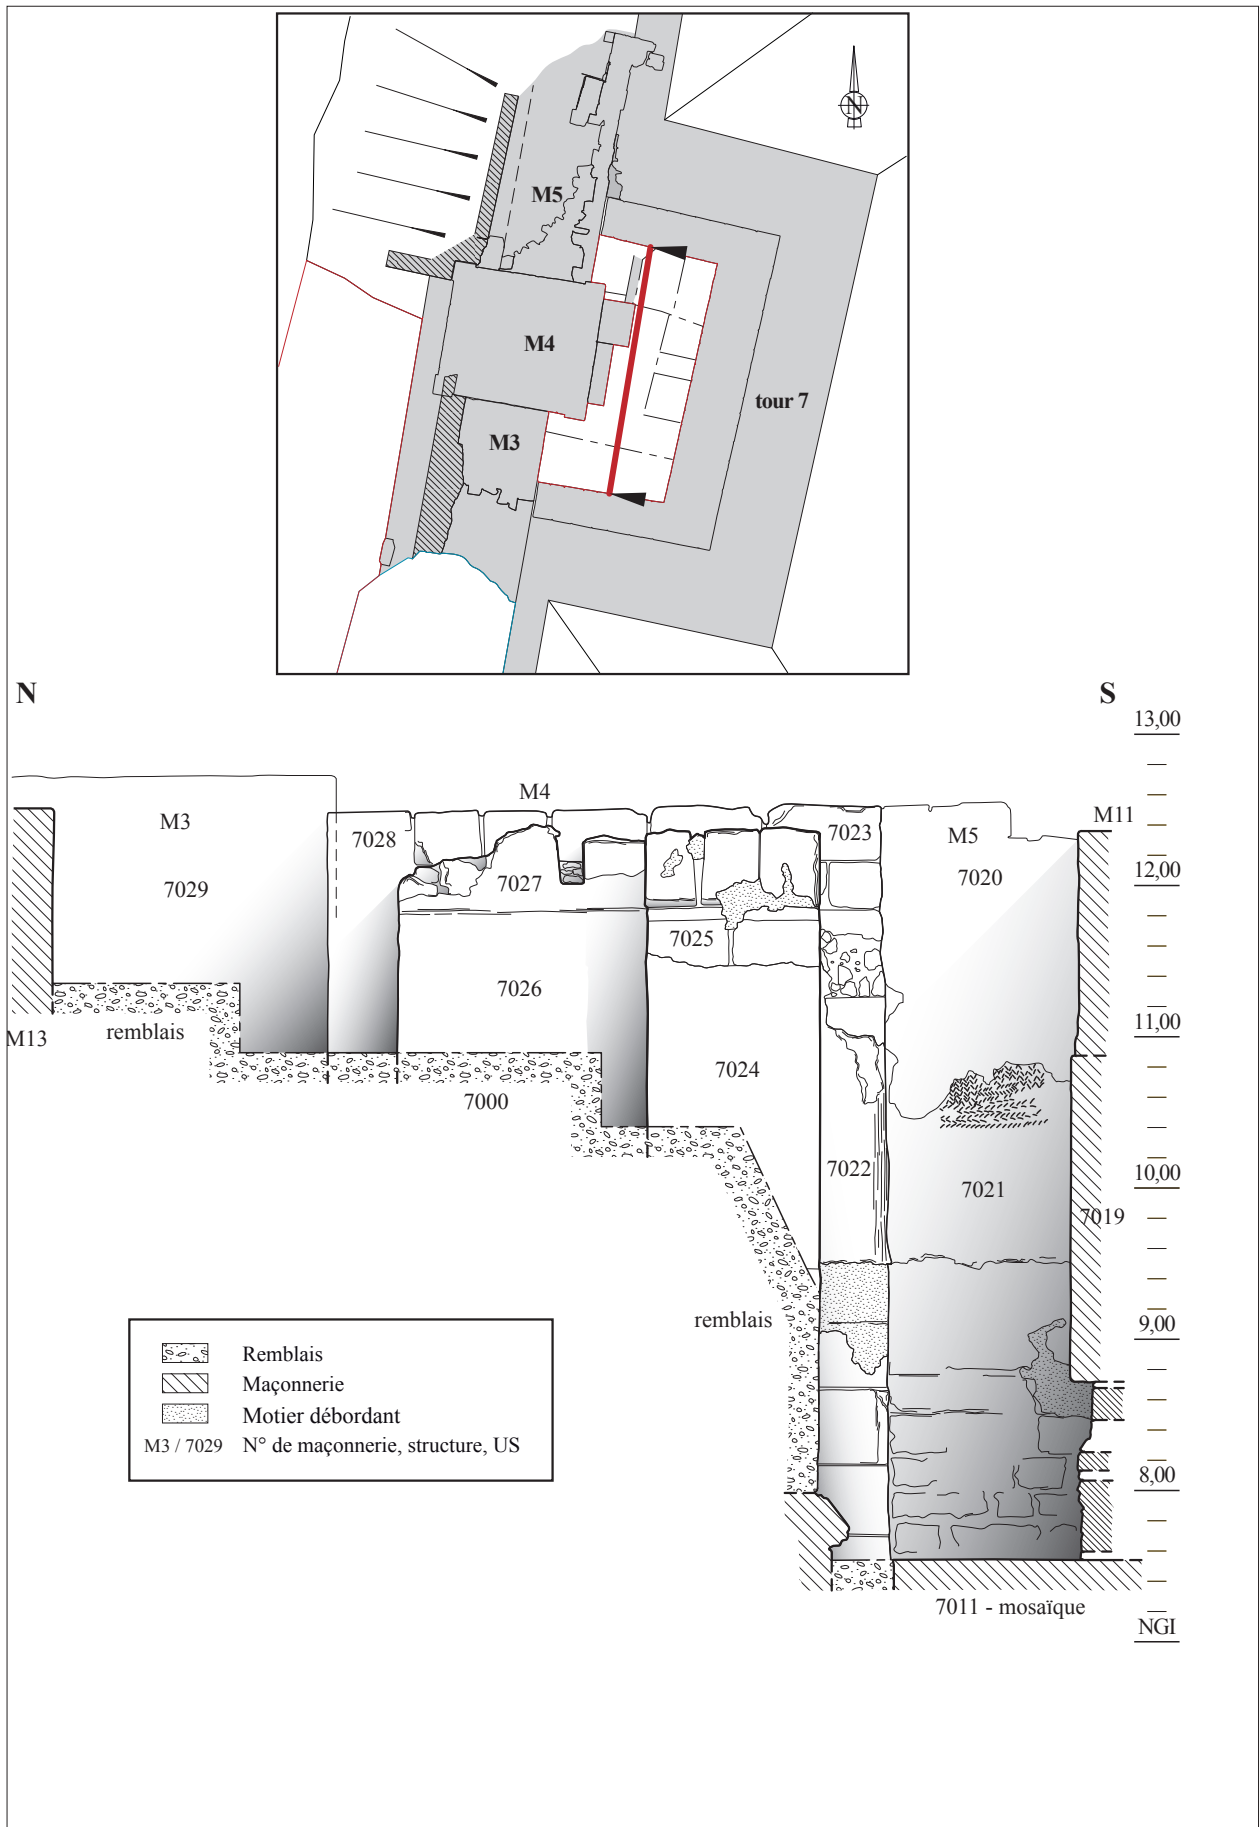 N
M5
M4
tour 7
M3
N
S
13,00
M4
M3
7028
7023
M5
M11
7029
7027
7020
12,00
7025
7026
remblais
M13
11,00
7024
7000
7022
7021
10,00
7019
remblais
9,00
Remblais
Maçonnerie
Motier débordant
M3 / 7029 N° de maçonnerie, structure, US
8,00
7011 - mosaïque
NGI